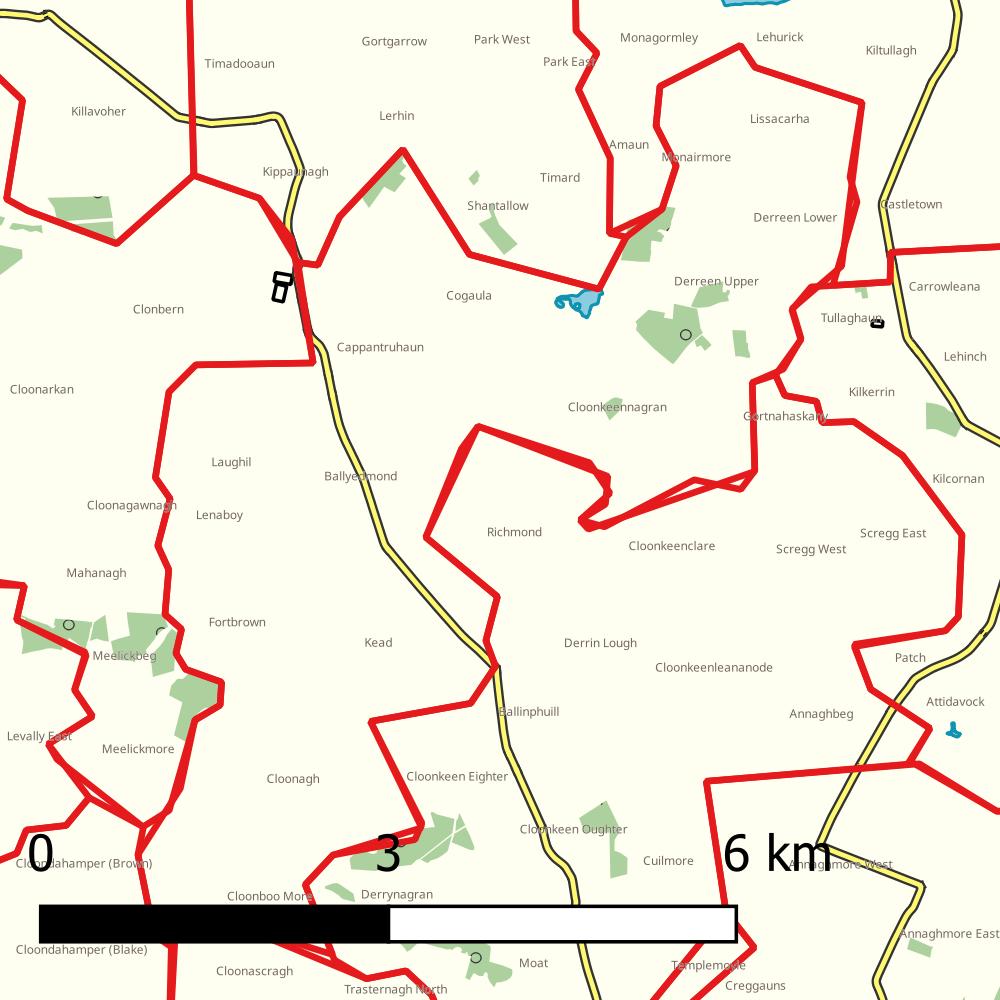 Lehurick
Gortgarrow
Park West
Monagormley
Kiltullagh
Timadooaun
Park East
Killavoher
Lerhin
Lissacarha
Amaun
Monairmore
Kippaunagh
Timard
Shantallow
Castletown
Derreen Lower
Derreen Upper
Carrowleana
Cogaula
Clonbern
Tullaghaun
Cappantruhaun
Lehinch
Cloonarkan
Kilkerrin
Cloonkeennagran
Gortnahaskany
Laughil
Ballyedmond
Kilcornan
Cloonagawnagh
Lenaboy
Richmond
Scregg East
Cloonkeenclare
Scregg West
Mahanagh
Fortbrown
Kead
Derrin Lough
Meelickbeg
Patch
Cloonkeenleananode
Attidavock
Ballinphuill
Annaghbeg
Levally East
Meelickmore
Cloonagh
Cloonkeen Eighter
Cloonkeen Oughter
0 3 6 km
Cloondahamper (Brown)
Cuilmore
Annaghmore West
Cloonboo More
Derrynagran
Annaghmore East
Cloondahamper (Blake)
Moat
Templemoyle
Cloonascragh
Creggauns
Trasternagh North